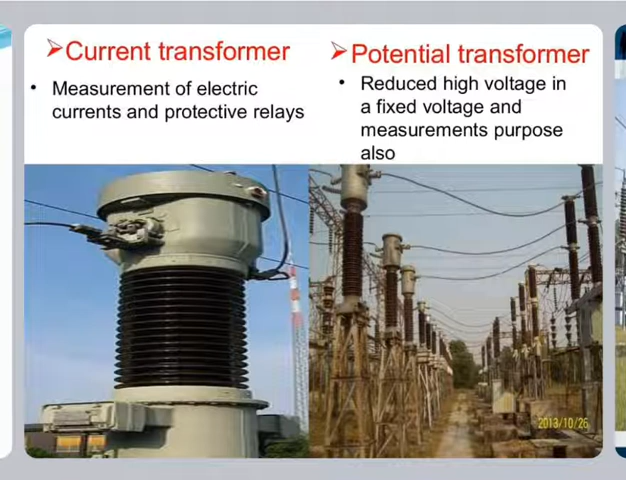 ➢Current transformer
• Measurement of electric
currents and protective relays
➢Potential transformer
• Reduced high voltage in
a fixed voltage and
measurements purpose
also
2013/10/26